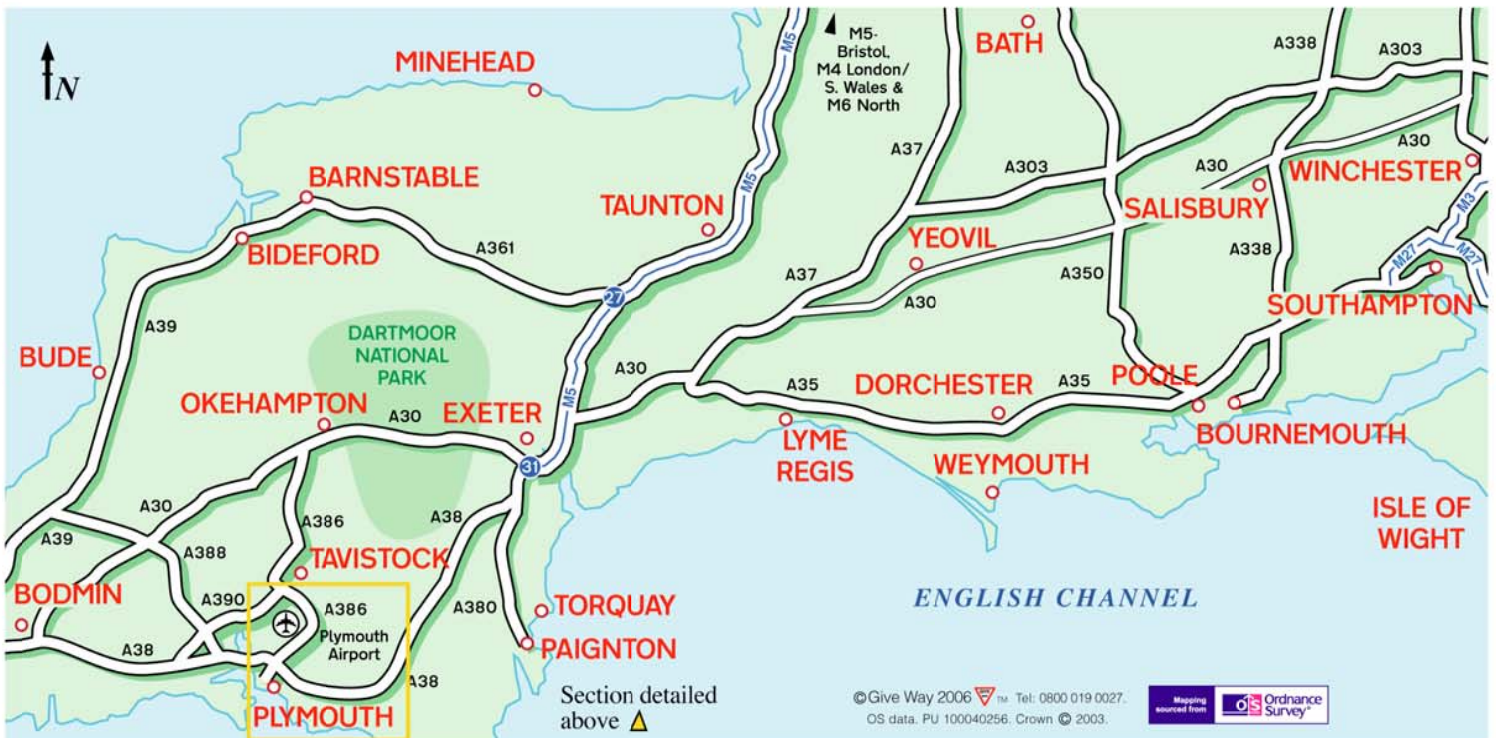 N
MINEHEAD
M5
M5-
Bristol,
M4 London/
S. Wales &
M6 North
BATH
A338
A303
BARNSTABLE
BIDEFORD
A361
TAUNTON
M5
A37
A303
A30
A30
WINCHESTER
SALISBURY
YEOVIL
A338
M3
M27
M27
SOUTHAMPTON
A39
27
A37
A30
A350
BUDE
DARTMOOR
NATIONAL
PARK
M5
A30
OKEHAMPTON
A30
EXETER
31
A35
LYME
REGIS
DORCHESTER
A35
POOLE
BOURNEMOUTH
WEYMOUTH
ISLE OF
WIGHT
A30
A39
A388
A386
A38
TAVISTOCK
BODMIN
A390
A386
Plymouth
Airport
A380
TORQUAY
PAIGNTON
A38
A38
PLYMOUTH
ENGLISH CHANNEL
Section detailed
above
©Give Way 2006 ™ Tel: 0800 019 0027.
OS data. PU 100040256. Crown © 2003.
Mapping
sourced from
OS Ordnance
Survey®